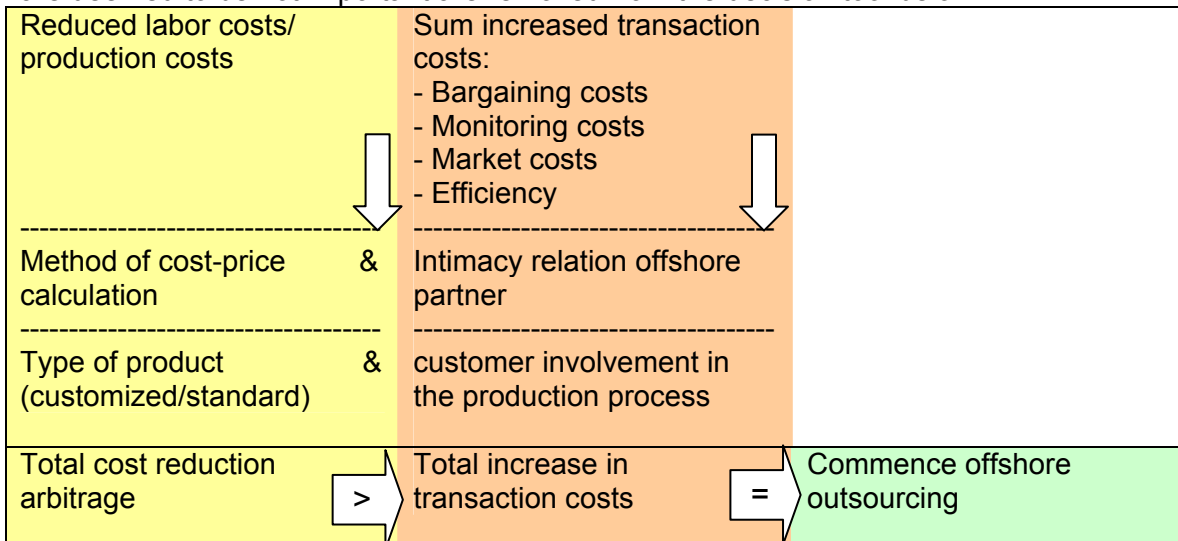 Reduced labor costs/
production costs
Sum increased transaction
costs:
- Bargaining costs
- Monitoring costs
- Market costs
- Efficiency
-------------------------------------
-------------------------------------
Method of cost-price &
calculation
Intimacy relation offshore
partner
-------------------------------------
-------------------------------------
Type of product &
(customized/standard)
customer involvement in
the production process
Total cost reduction
arbitrage
>
Total increase in
transaction costs
=
Commence offshore
outsourcing